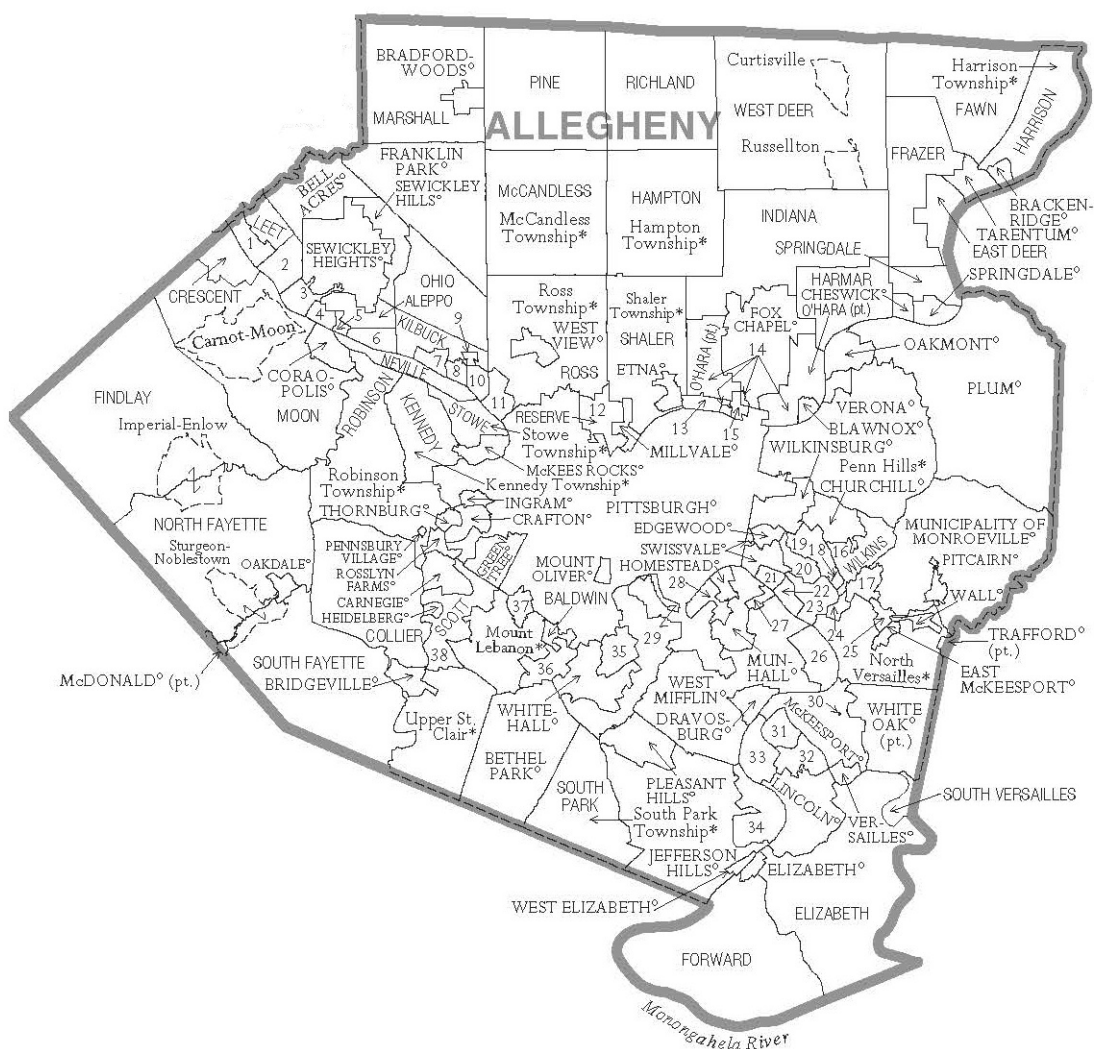 BRADFORD-
WOODS°
MARSHALL
PINE
RICHLAND
ALLEGHENY
Curtisville
WEST DEER
Russellton
Harrison
Township*
FAWN
HARRISON
FRAZER
BRACKEN-
RIDGE°
TARENTUM°
EAST DEER
SPRINGDALE°
FRANKLIN
PARK°
SEWICKLEY
HILLS°
BELL
ACRES°
LEET
1
2
3
4
5
6
SEWICKLEY
HEIGHTS°
OHIO
ALEPPO
KILBUCK
7
8
9
10
11
NEVILLE
McCANDLESS
McCandless
Township*
HAMPTON
Hampton
Township*
INDIANA
SPRINGDALE
HARMAR
CHESWICK°
O'HARA (pt.)
CRESCENT
Carnot-Moon
CORAO-
POLIS°
MOON
FINDLAY
Imperial-Enlow
Ross
Township*
WEST
VIEW°
ROSS
Shaler
Township*
SHALER
ETNA°
O'HARA (pt.)
FOX
CHAPEL°
14
13
15
OAKMONT°
PLUM°
VERONA°
BLAWNOX°
WILKINSBURG°
Penn Hills*
CHURCHILL°
ROBINSON
KENNEDY
STOWE
RESERVE
12
MILLVALE°
Stowe
Township*
McKEES ROCKS°
Kennedy Township*
Robinson
Township*
THORNBURG°
INGRAM°
CRAFTON°
PITTSBURGH°
EDGEWOOD°
SWISSVALE°
HOMESTEAD°
MUNICIPALITY OF
MONROEVILLE°
PITCAIRN°
WALL°
NORTH FAYETTE
Sturgeon-
Noblestown
OAKDALE°
PENNSBURY
VILLAGE°
ROSSLYN
FARMS°
CARNEGIE°
HEIDELBERG°
COLLIER
SCOTT
GREEN
TREE°
MOUNT
OLIVER°
BALDWIN
Mount
Lebanon*
37
38
36
35
29
28
27
26
25
24
23
22
21
20
19
18
16
WILKINS
17
TRAFFORD°
(pt.)
EAST
McKEESPORT°
North
Versailles*
McDONALD° (pt.)
SOUTH FAYETTE
BRIDGEVILLE°
Upper St.
Clair*
WHITE-
HALL°
BETHEL
PARK°
WEST
MIFFLIN°
DRAVOS-
BURG°
MUN-
HALL°
30
WHITE
OAK°
(pt.)
McKEESPORT°
31
32
33
34
LINCOLN°
SOUTH VERSAILLES
VER-
SAILLES°
SOUTH
PARK
PLEASANT
HILLS°
South Park
Township*
JEFFERSON
HILLS°
ELIZABETH°
WEST ELIZABETH°
ELIZABETH
FORWARD
Monongahela River